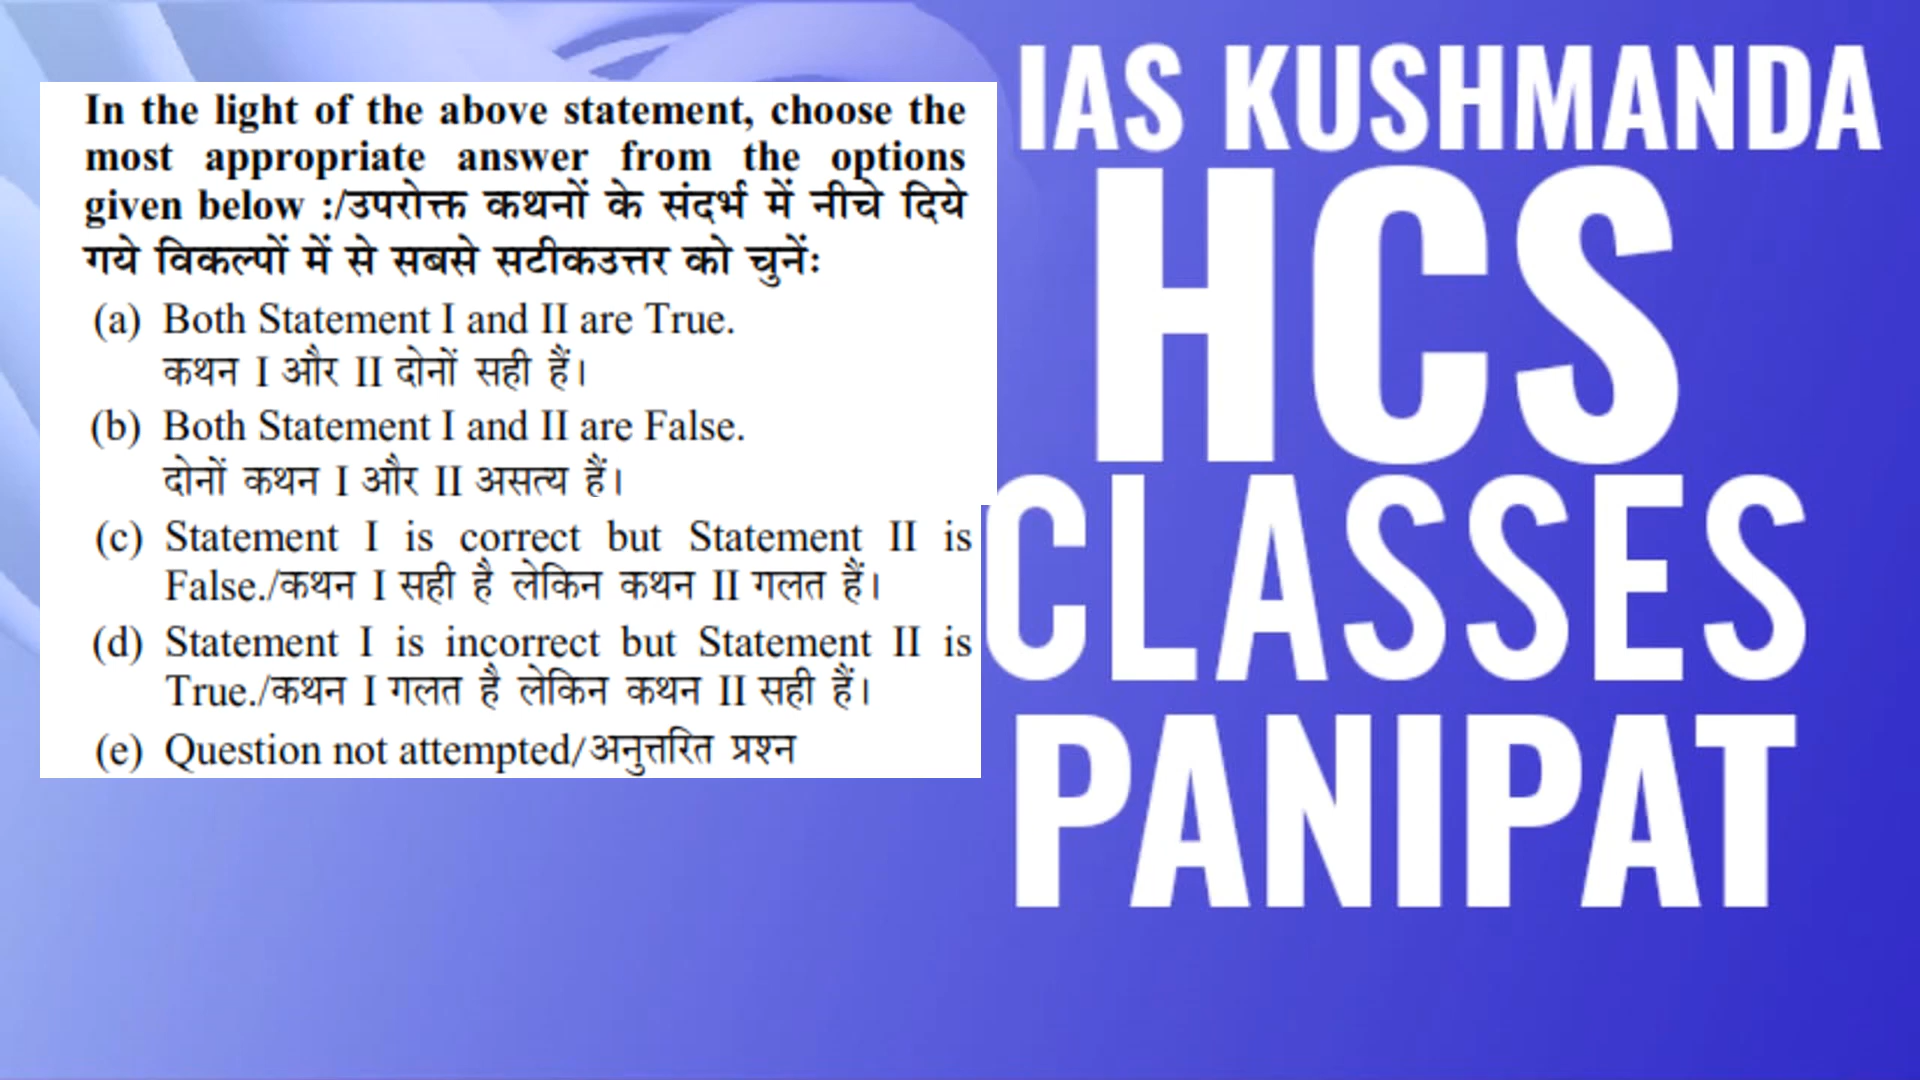 In the light of the above statement, choose the
most appropriate answer from the options
given below :/उपरोक्त कथनों के संदर्भ में नीचे दिये
गये विकल्पों में से सबसे सटीकउत्तर को चुनेंः
(a) Both Statement I and II are True.
कथन I और II दोनों सही हैं।
(b) Both Statement I and II are False.
दोनों कथन I और II असत्य हैं।
(c) Statement I is correct but Statement II is
False./कथन I सही है लेकिन कथन II गलत हैं।
(d) Statement I is incorrect but Statement II is
True./कथन I गलत है लेकिन कथन II सही हैं।
(e) Question not attempted/अनुत्तरित प्रश्न
IAS KUSHMANDA
HCS
CLASSES
PANIPAT